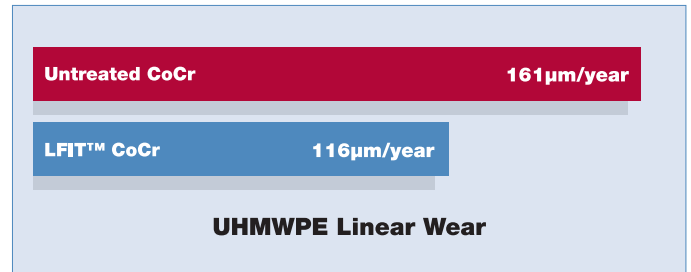 Untreated CoCr 161µm/year
LFIT™ CoCr 116µm/year
UHMWPE Linear Wear